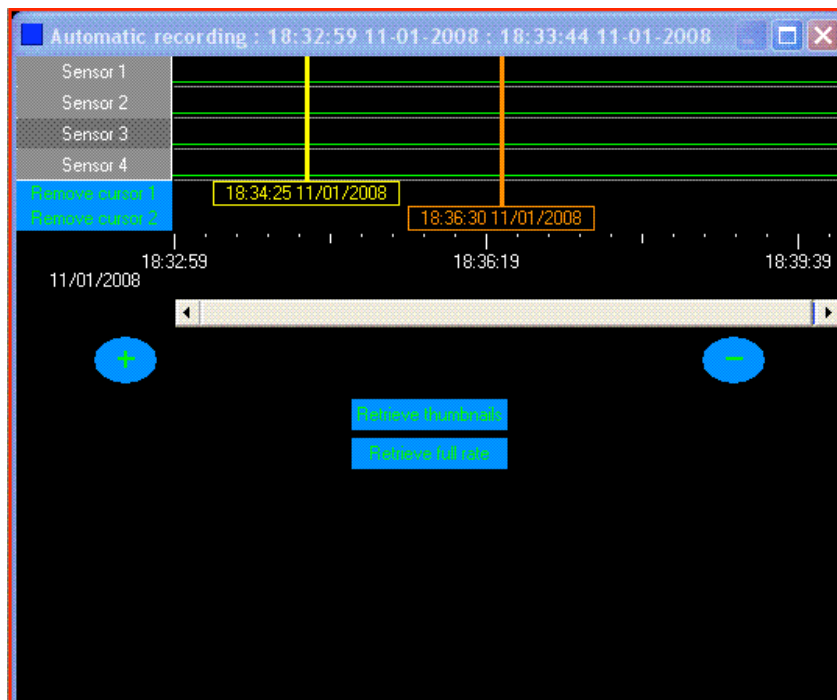 Automatic recording : 18:32:59 11-01-2008 : 18:33:44 11-01-2008
Sensor 1
Sensor 2
Sensor 3
Sensor 4
Remove cursor 1 18:34:25 11/01/2008
Remove cursor 2 18:36:30 11/01/2008
18:32:59 18:36:19 18:39:39
11/01/2008
+ −
Retrieve thumbnails
Retrieve full rate